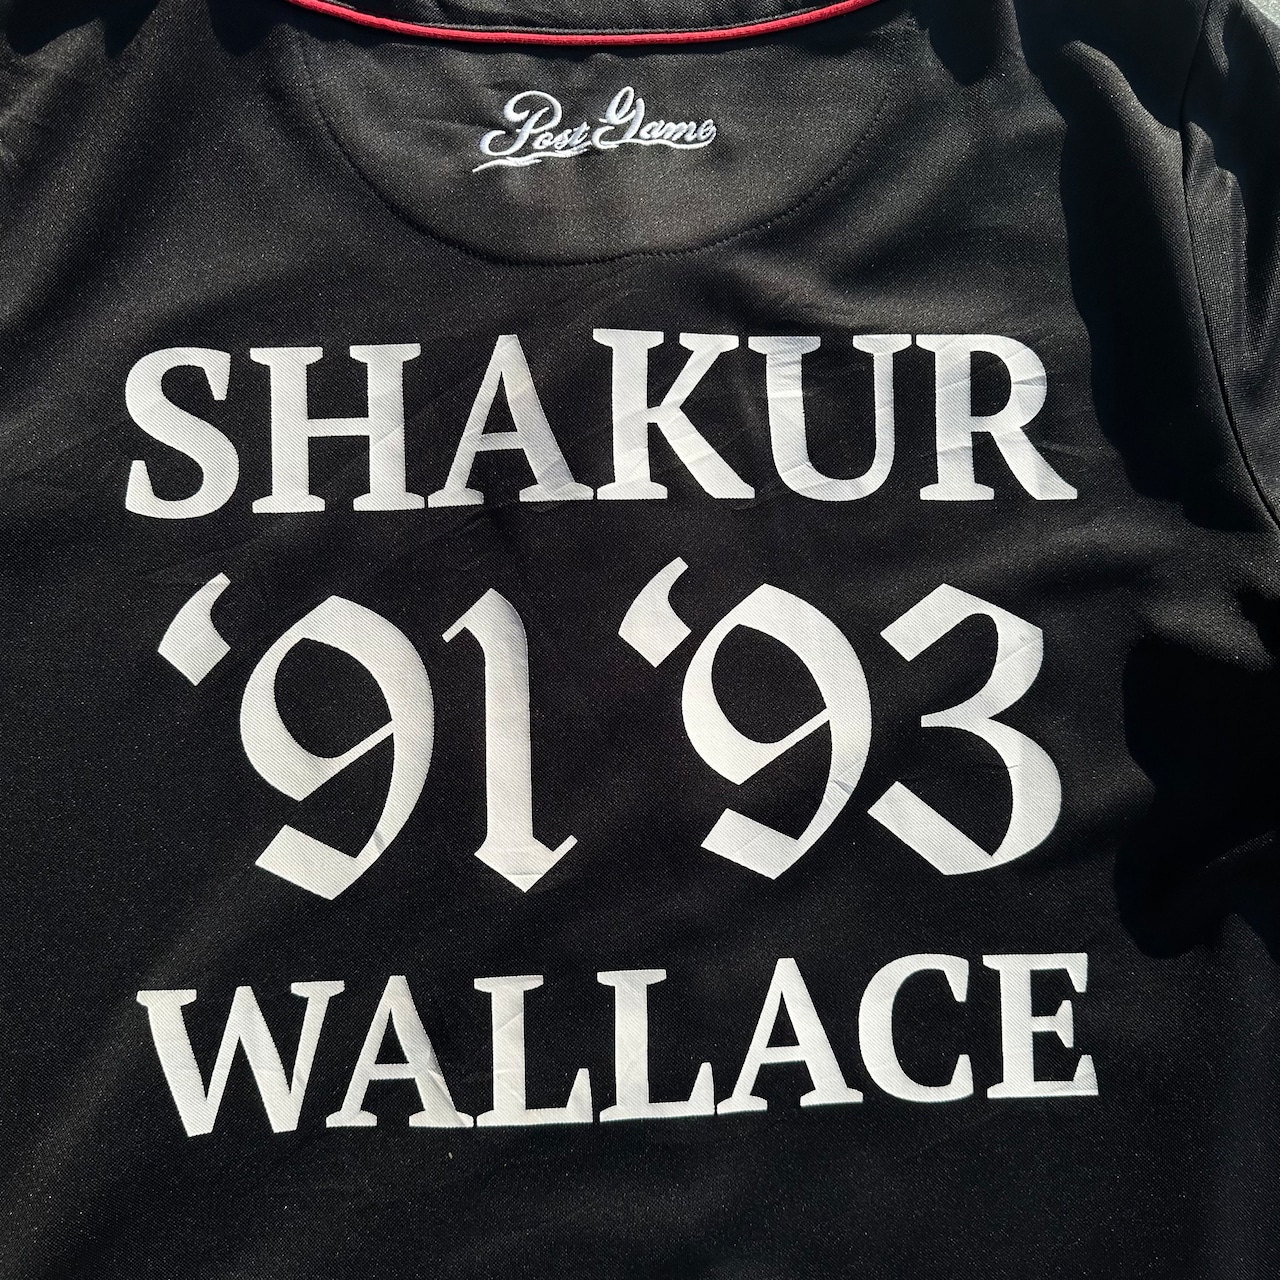 Post Game
SHAKUR
‘91 ‘93
WALLACE